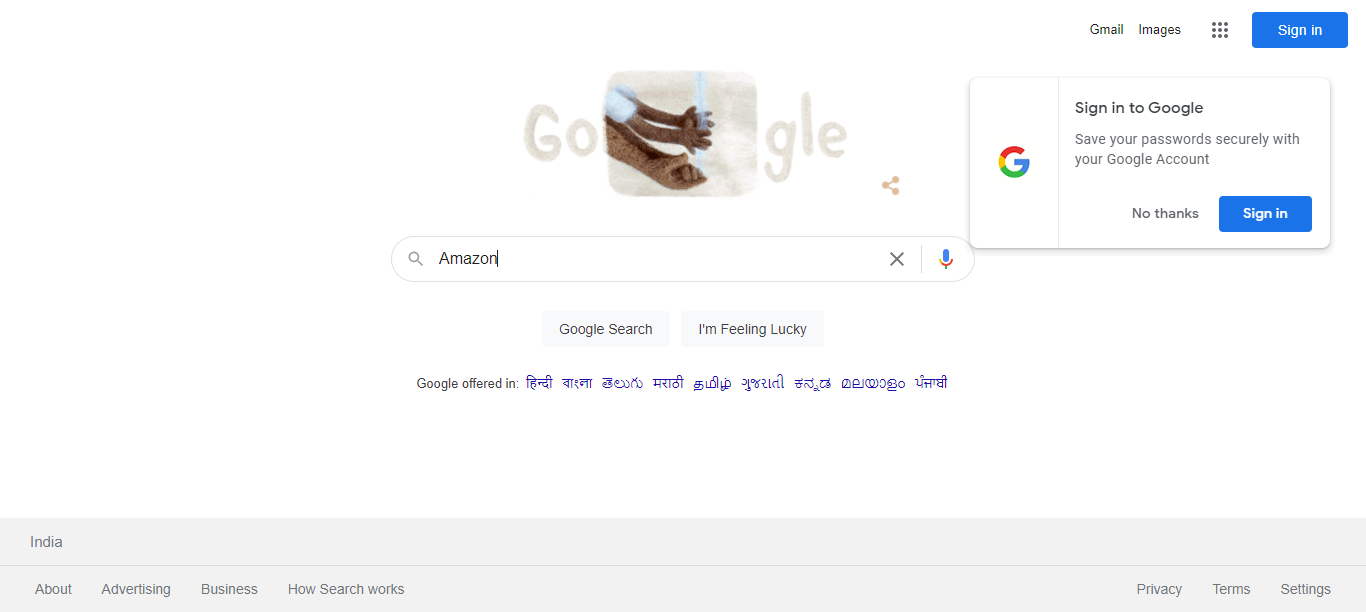 Gmail Images Sign in
Google
Sign in to Google
Save your passwords securely with
your Google Account
No thanks Sign in
Amazon
Google Search I'm Feeling Lucky
Google offered in: हिन्दी বাংলা తెలుగు मराठी தமிழ் ગુજરાતી ಕನ್ನಡ മലയാളം ਪੰਜਾਬੀ
India
About Advertising Business How Search works Privacy Terms Settings